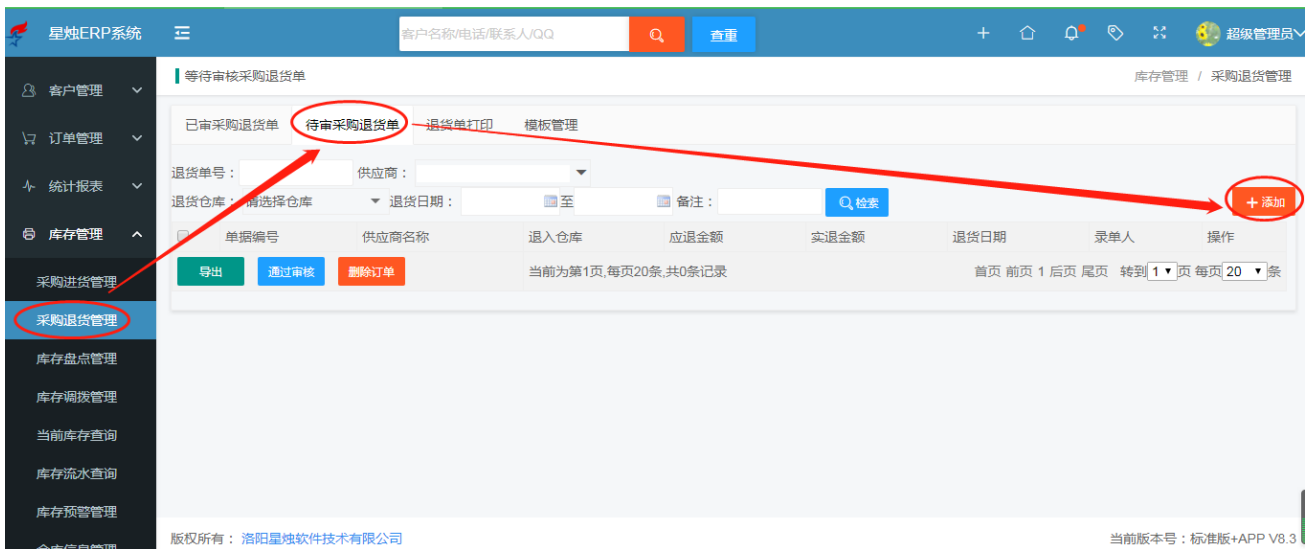 星烛ERP系统
客户名称/电话/联系人/QQ
查重
超级管理员
客户管理
订单管理
统计报表
库存管理
采购进货管理
采购退货管理
库存盘点管理
库存调拨管理
当前库存查询
库存流水查询
库存预警管理
仓库信息管理
等待审核采购退货单
库存管理 / 采购退货管理
已审采购退货单 待审采购退货单 退货单打印 模板管理
退货单号： 供应商：
退货仓库： 请选择仓库 退货日期： 至 备注： 检索 添加
单据编号 供应商名称 退入仓库 应退金额 实退金额 退货日期 录单人 操作
导出 通过审核 删除订单 当前为第1页,每页20条,共0条记录 首页 前页 1 后页 尾页 转到 1 页 每页 20 条
版权所有： 洛阳星烛软件技术有限公司 当前版本号：标准版+APP V8.3